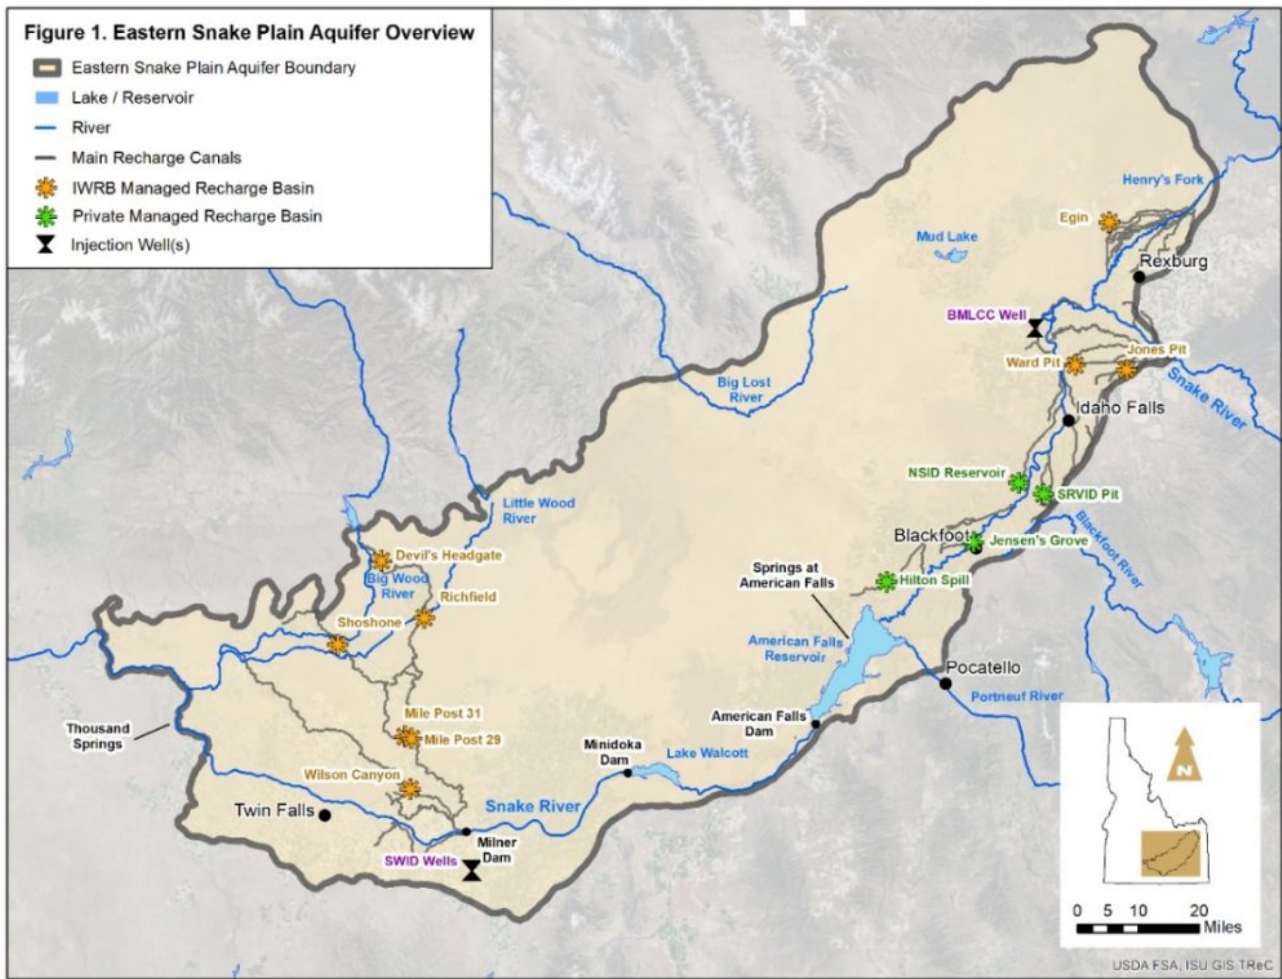 Figure 1. Eastern Snake Plain Aquifer Overview
Eastern Snake Plain Aquifer Boundary
Lake / Reservoir
River
Main Recharge Canals
IWRB Managed Recharge Basin
Private Managed Recharge Basin
Injection Well(s)
Henry's Fork
Egin
Mud Lake
Rexburg
BMLCC Well
Jones Pit
Ward Pit
Snake River
Big Lost
River
Idaho Falls
NSID Reservoir
SRVID Pit
Little Wood
River
Blackfoot River
Blackfoot
Jensen's Grove
Devil's Headgate
Big Wood
River
Springs at
American Falls
Hilton Spill
Richfield
Shoshone
American Falls
Reservoir
Pocatello
Portneuf River
Mile Post 31
Thousand
Springs
American Falls
Dam
Mile Post 29
Minidoka
Dam
Lake Walcott
Wilson Canyon
Snake River
Twin Falls
Milner
Dam
SWID Wells
N
0 5 10 20
Miles
USDA FSA, ISU GIS TReC